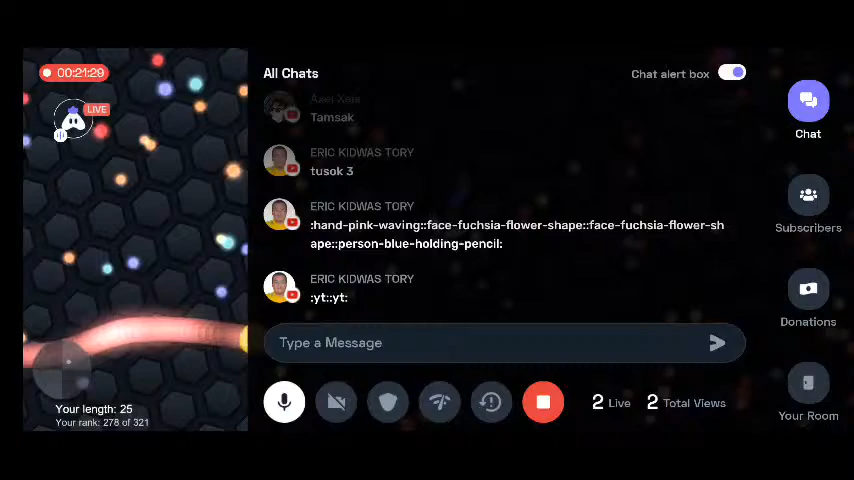 00:21:29
LIVE
All Chats
Chat alert box
Tamsak
ERIC KIDWAS TORY
tusok 3
ERIC KIDWAS TORY
:hand-pink-waving::face-fuchsia-flower-shape::face-fuchsia-flower-sh
ape::person-blue-holding-pencil:
ERIC KIDWAS TORY
:yt::yt:
Type a Message
2 Live 2 Total Views
Chat
Subscribers
Donations
Your Room
Your length: 25
Your rank: 278 of 321